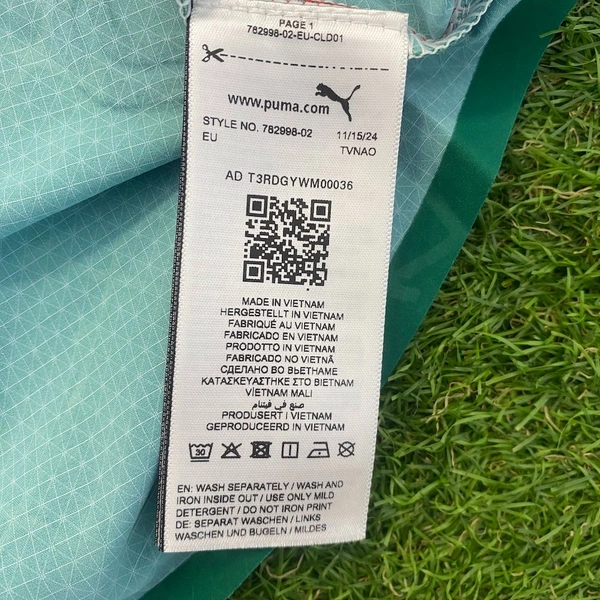 PAGE 1
782998-02-EU-CLD01
www.puma.com
STYLE NO. 782998-02 11/15/24
EU TVNAO
AD T3RDGYWM00036
MADE IN VIETNAM
HERGESTELLT IN VIETNAM
FABRIQUÉ AU VIETNAM
FABRICADO EN VIETNAM
PRODOTTO IN VIETNAM
FABRICADO NO VIETNÃ
СДЕЛАНО ВО ВЬЕТНАМЕ
ΚΑΤΑΣΚΕΥΑΣΤΗΚΕ ΣΤΟ ΒΙΕΤΝΑΜ
VİETNAM MALI
صنع في فيتنام
PRODUSERT I VIETNAM
GEPRODUCEERD IN VIETNAM
30
EN: WASH SEPARATELY / WASH AND
IRON INSIDE OUT / USE ONLY MILD
DETERGENT / DO NOT IRON PRINT
DE: SEPARAT WASCHEN / LINKS
WASCHEN UND BUGELN / MILDES